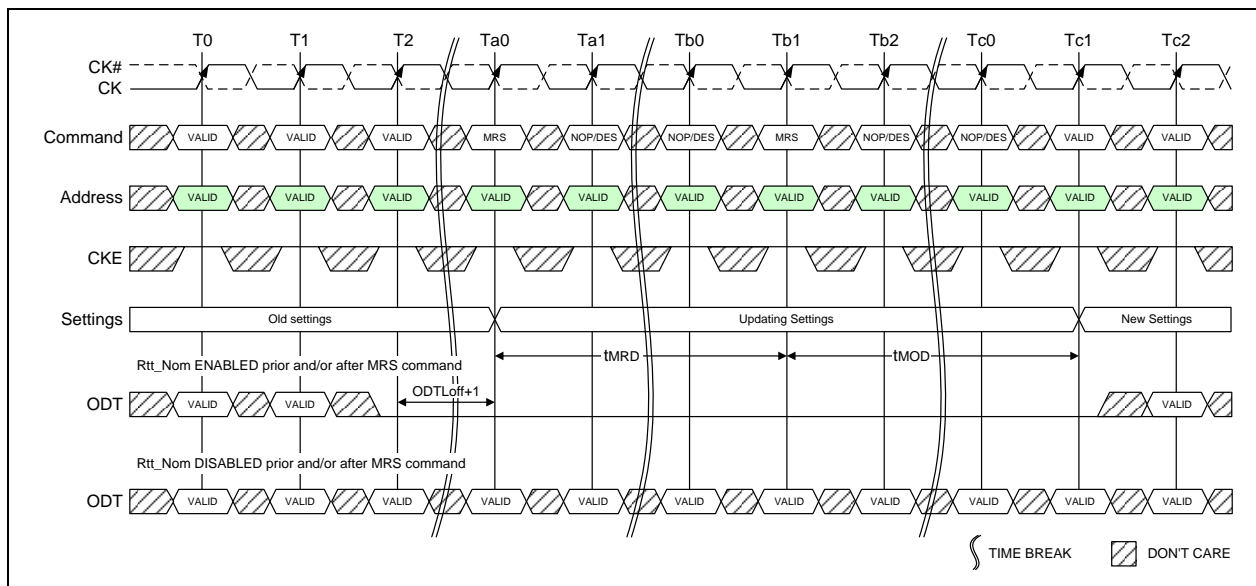 T0 T1 T2 Ta0 Ta1 Tb0 Tb1 Tb2 Tc0 Tc1 Tc2
CK#
CK
Command VALID VALID VALID MRS NOP/DES NOP/DES MRS NOP/DES NOP/DES VALID VALID
Address VALID VALID VALID VALID VALID VALID VALID VALID VALID VALID VALID
CKE
Settings Old settings Updating Settings New Settings
tMRD tMOD
Rtt_Nom ENABLED prior and/or after MRS command
ODTLoff+1
ODT VALID VALID VALID
Rtt_Nom DISABLED prior and/or after MRS command
ODT VALID VALID VALID VALID VALID VALID VALID VALID VALID VALID VALID
TIME BREAK DON'T CARE